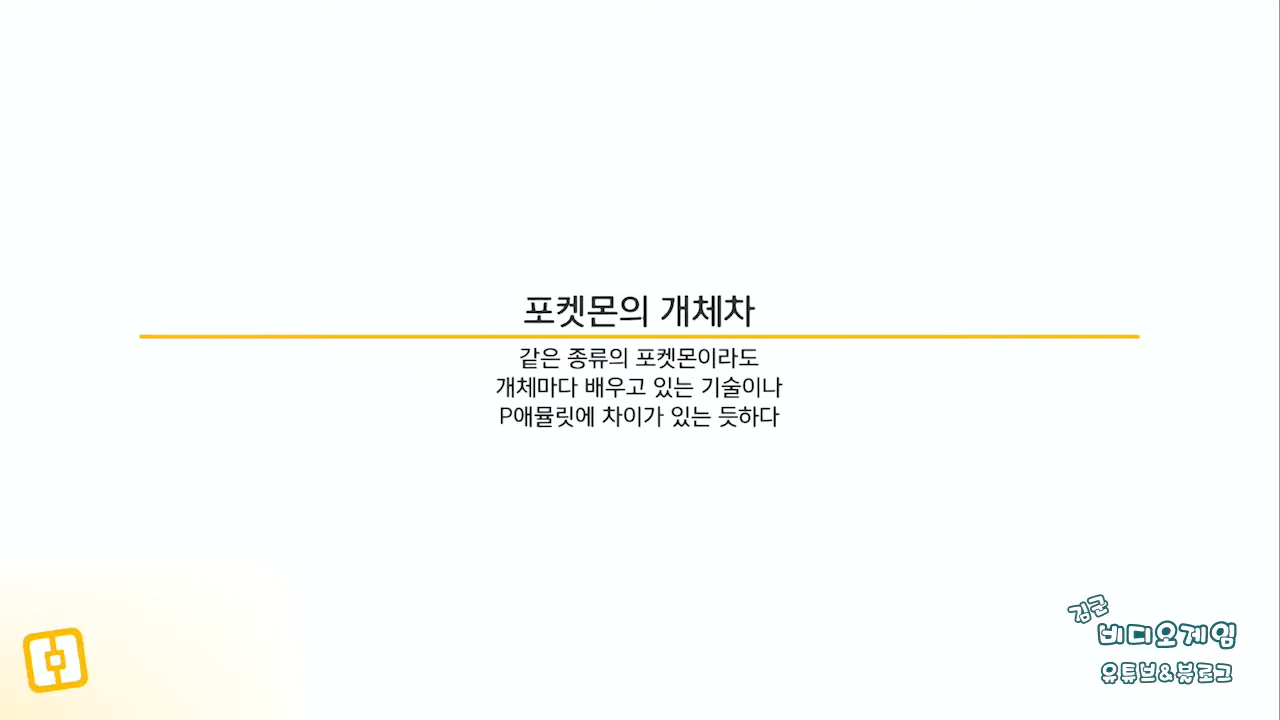 포켓몬의 개체차
같은 종류의 포켓몬이라도
개체마다 배우고 있는 기술이나
P애뮬릿에 차이가 있는 듯하다
김군
비디오게임
유튜브&블로그